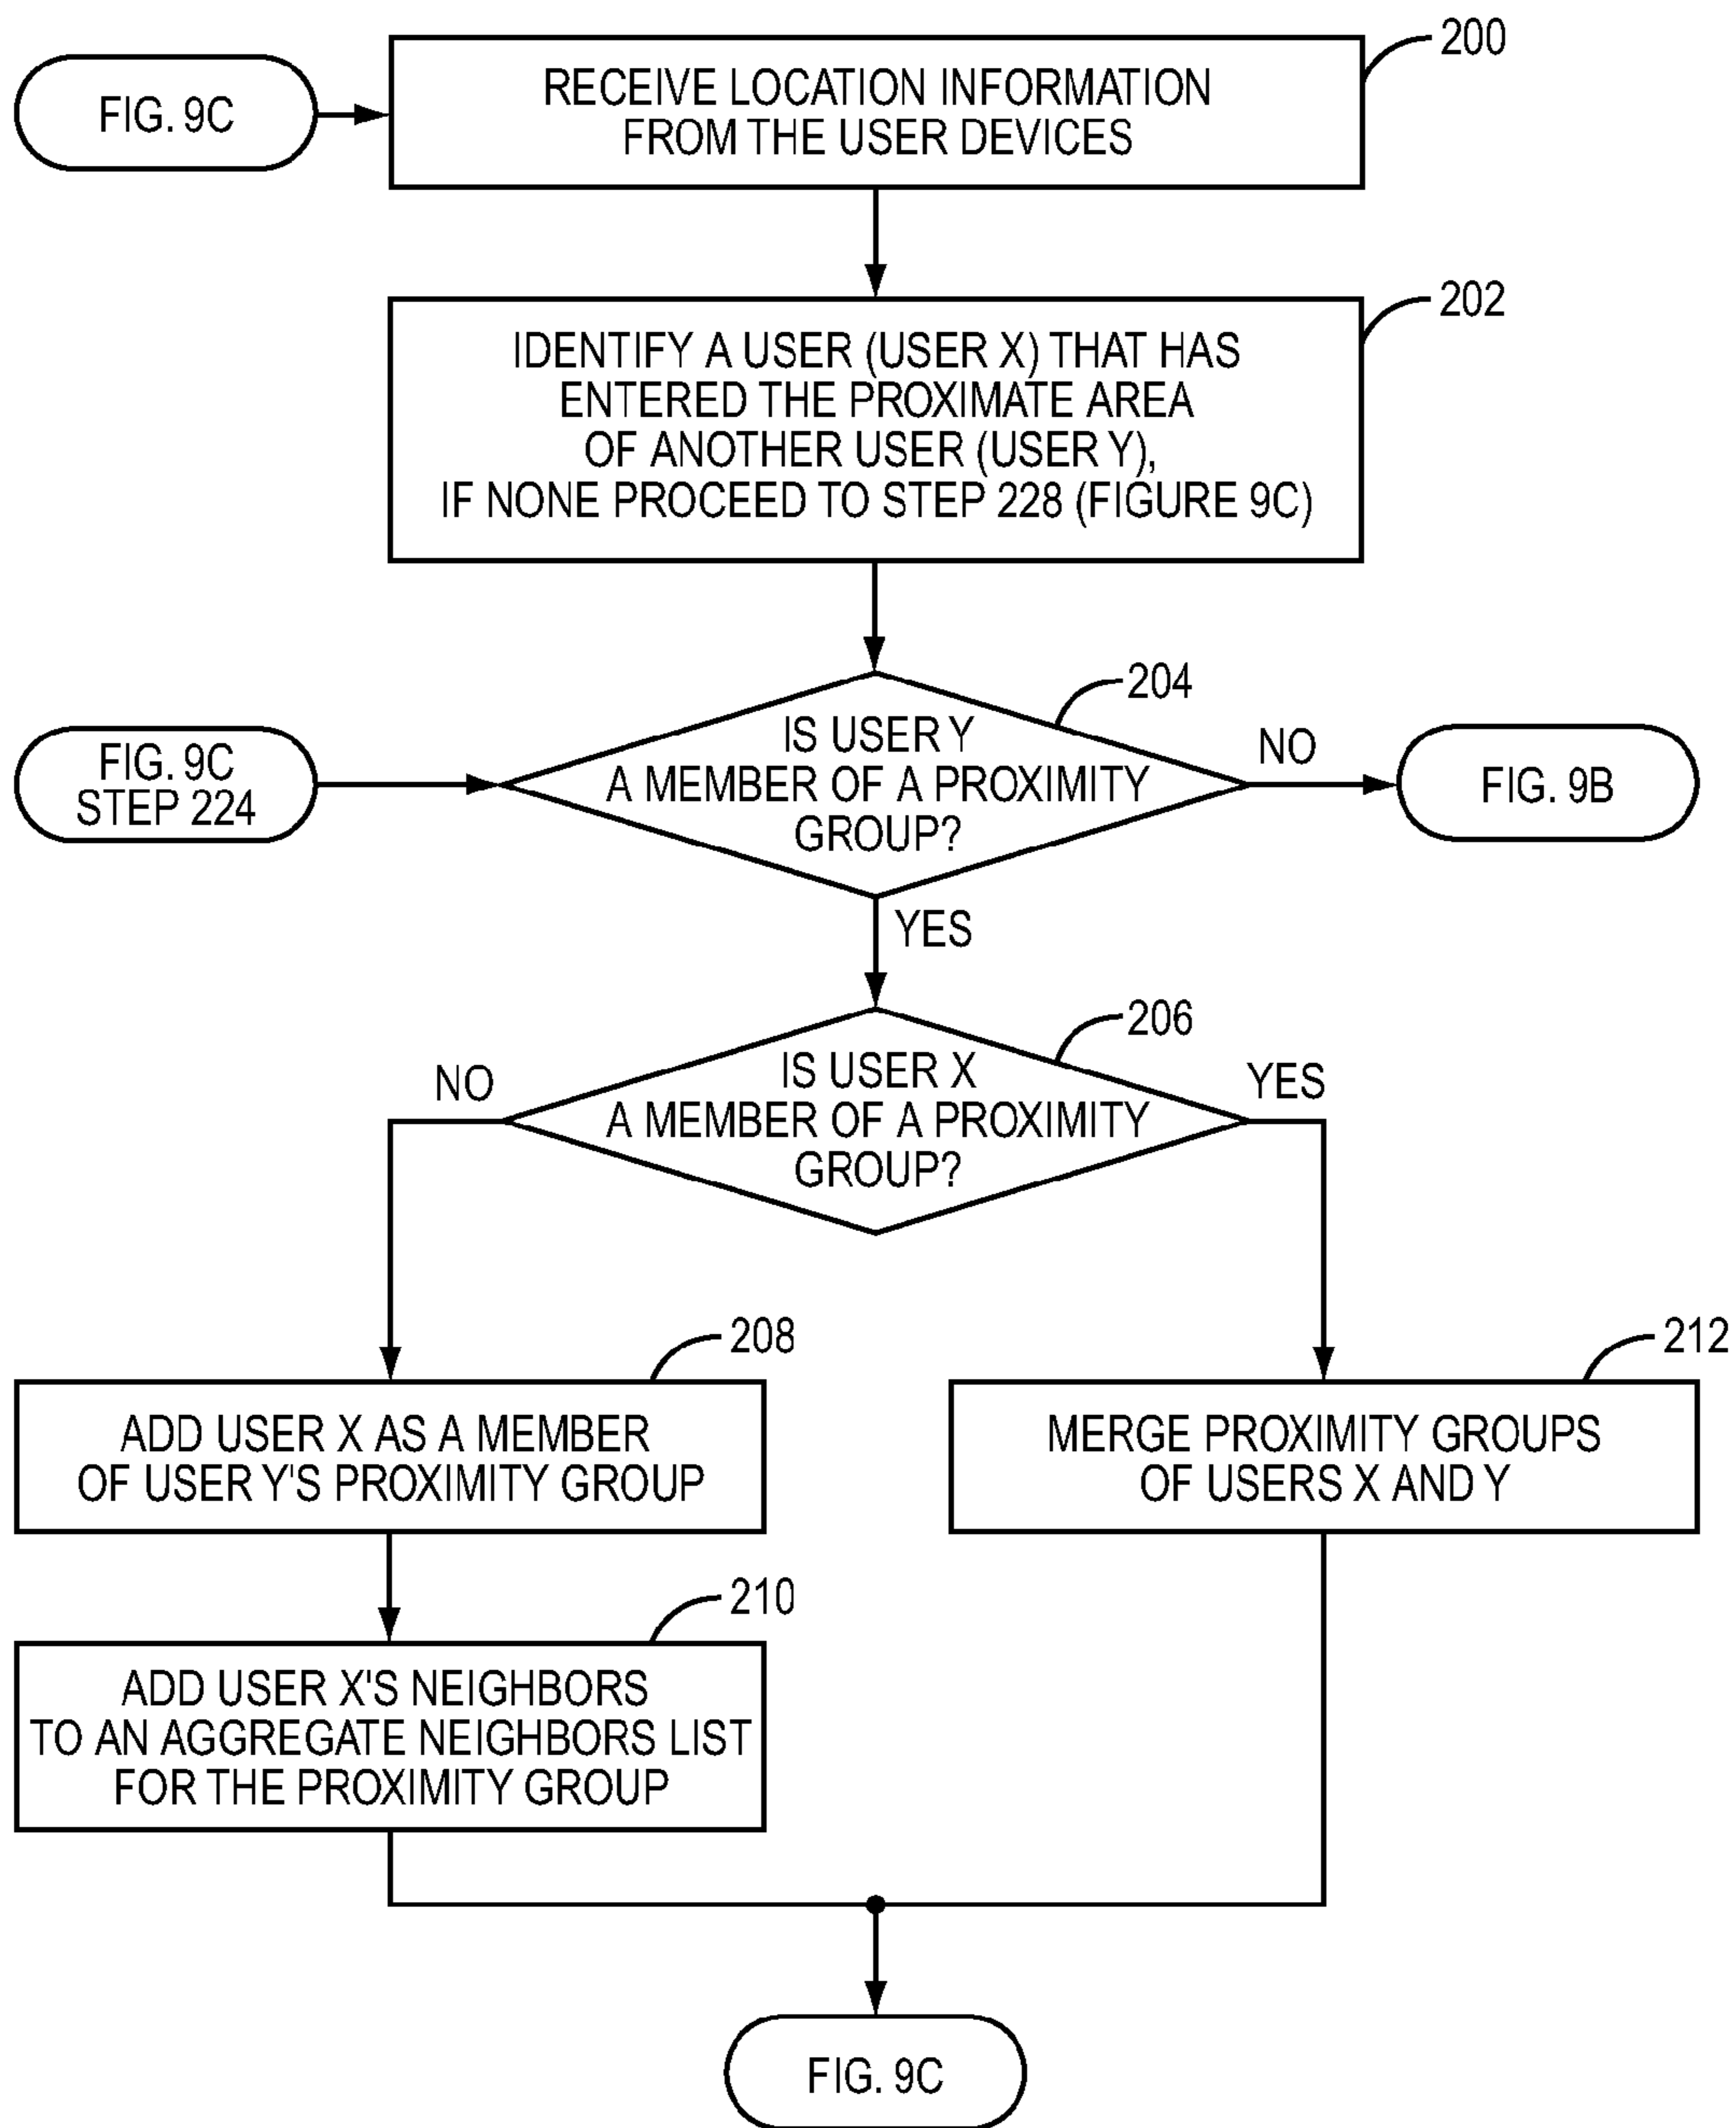 200
FIG. 9C
RECEIVE LOCATION INFORMATION
FROM THE USER DEVICES
202
IDENTIFY A USER (USER X) THAT HAS
ENTERED THE PROXIMATE AREA
OF ANOTHER USER (USER Y),
IF NONE PROCEED TO STEP 228 (FIGURE 9C)
204
FIG. 9C
STEP 224
IS USER Y
A MEMBER OF A PROXIMITY
GROUP?
NO
FIG. 9B
YES
206
NO
IS USER X
A MEMBER OF A PROXIMITY
GROUP?
YES
208
ADD USER X AS A MEMBER
OF USER Y'S PROXIMITY GROUP
212
MERGE PROXIMITY GROUPS
OF USERS X AND Y
210
ADD USER X'S NEIGHBORS
TO AN AGGREGATE NEIGHBORS LIST
FOR THE PROXIMITY GROUP
FIG. 9C